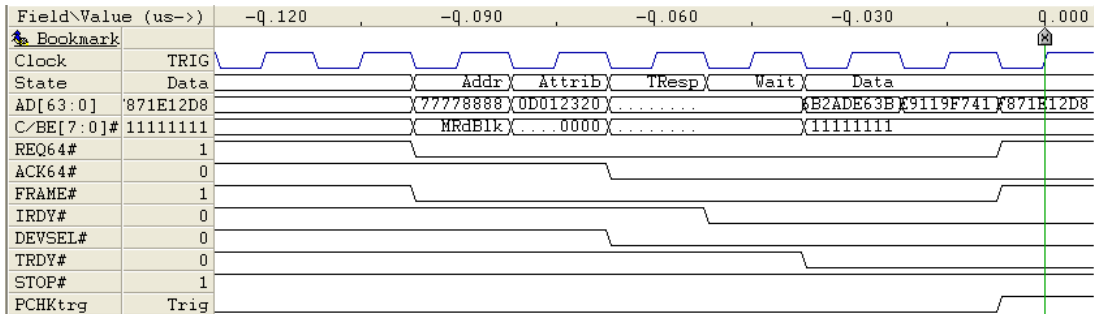 Field\Value (us->) -0.120 -0.090 -0.060 -0.030 0.000
Bookmark
Clock TRIG
State Data Addr Attrib TResp Wait Data
AD[63:0] '871E12D8 77778888 0D012320 ........ 6B2ADE63B E9119F741 F871E12D8
C/BE[7:0]# 11111111 MRdBlk ....0000 ........ 11111111
REQ64# 1
ACK64# 0
FRAME# 1
IRDY# 0
DEVSEL# 0
TRDY# 0
STOP# 1
PCHKtrg Trig